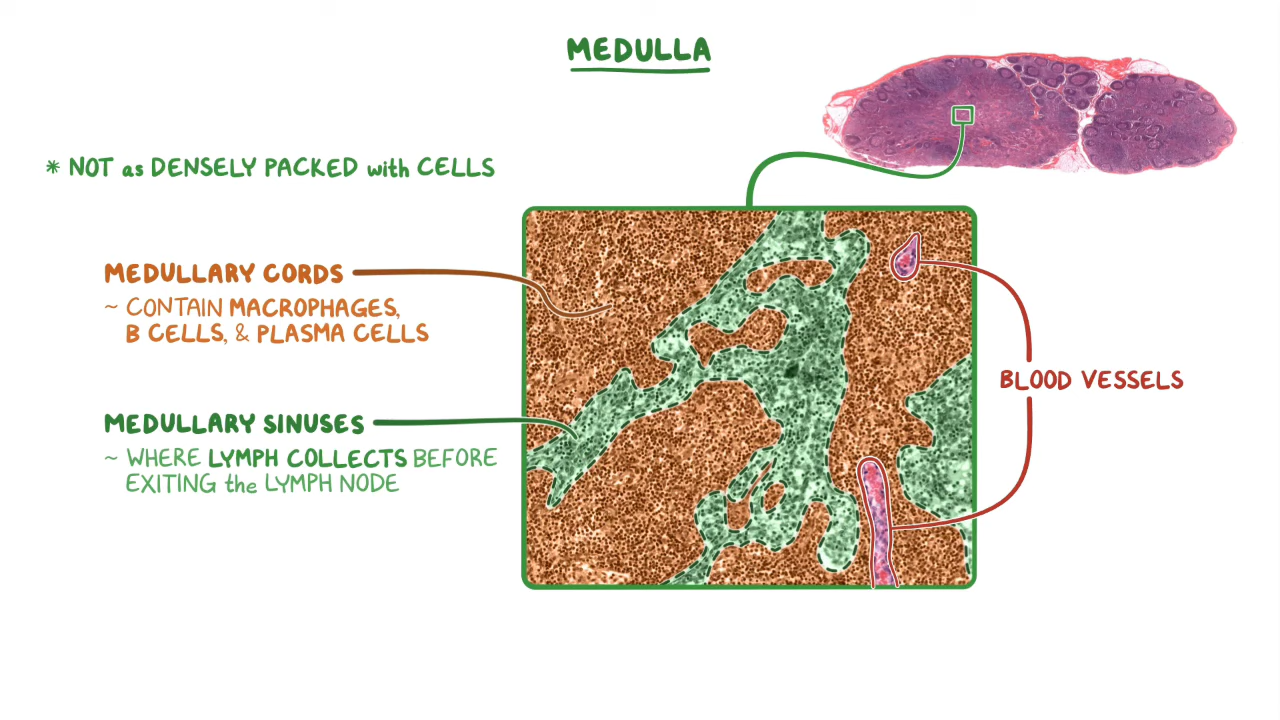 MEDULLA
* NOT as DENSELY PACKED with CELLS
MEDULLARY CORDS
~ CONTAIN MACROPHAGES,
B CELLS, & PLASMA CELLS
MEDULLARY SINUSES
~ WHERE LYMPH COLLECTS BEFORE
EXITING the LYMPH NODE
BLOOD VESSELS